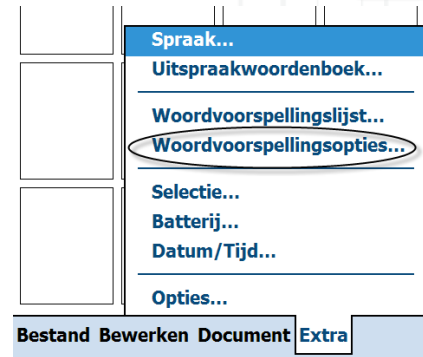 Spraak...
Uitspraakwoordenboek...
Woordvoorspellingslijst...
Woordvoorspellingsopties...
Selectie...
Batterij...
Datum/Tijd...
Opties...
Bestand Bewerken Document Extra